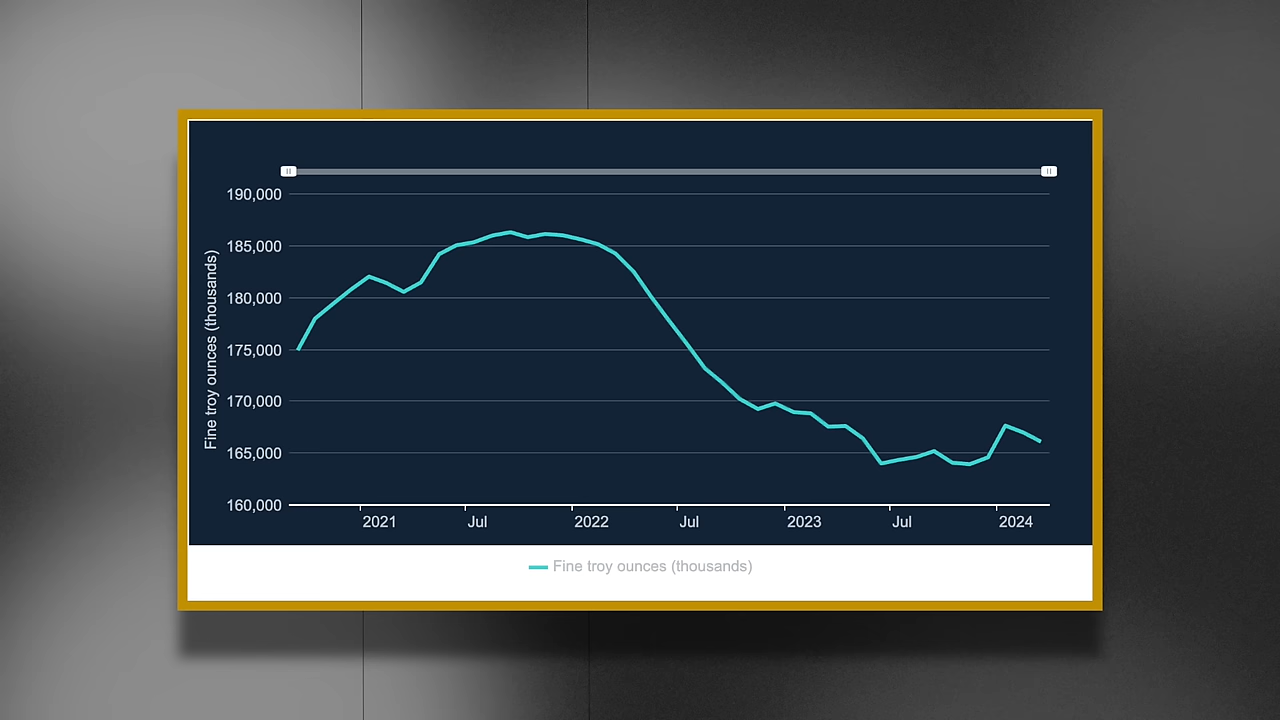 190,000
185,000
180,000
175,000
170,000
165,000
160,000
Fine troy ounces (thousands)
2021 Jul 2022 Jul 2023 Jul 2024
Fine troy ounces (thousands)